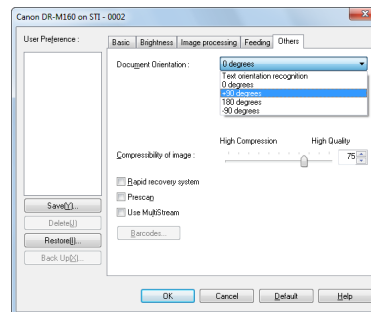 Canon DR-M160 on STI - 0002
User Preference :
Basic Brightness Image processing Feeding Others
Document Orientation : 0 degrees
Text orientation recognition
0 degrees
+90 degrees
180 degrees
-90 degrees
High Compression High Quality
Compressibility of image : 75
Rapid recovery system
Prescan
Use MultiStream
Barcodes...
Save(Y)...
Delete(J)
Restore(I)...
Back Up(X)...
OK Cancel Default Help